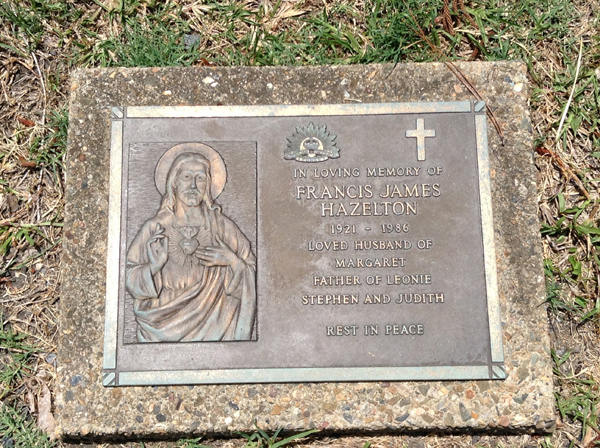 IN LOVING MEMORY OF
FRANCIS JAMES
HAZELTON
1921 - 1986
LOVED HUSBAND OF
MARGARET
FATHER OF LEONIE
STEPHEN AND JUDITH
REST IN PEACE